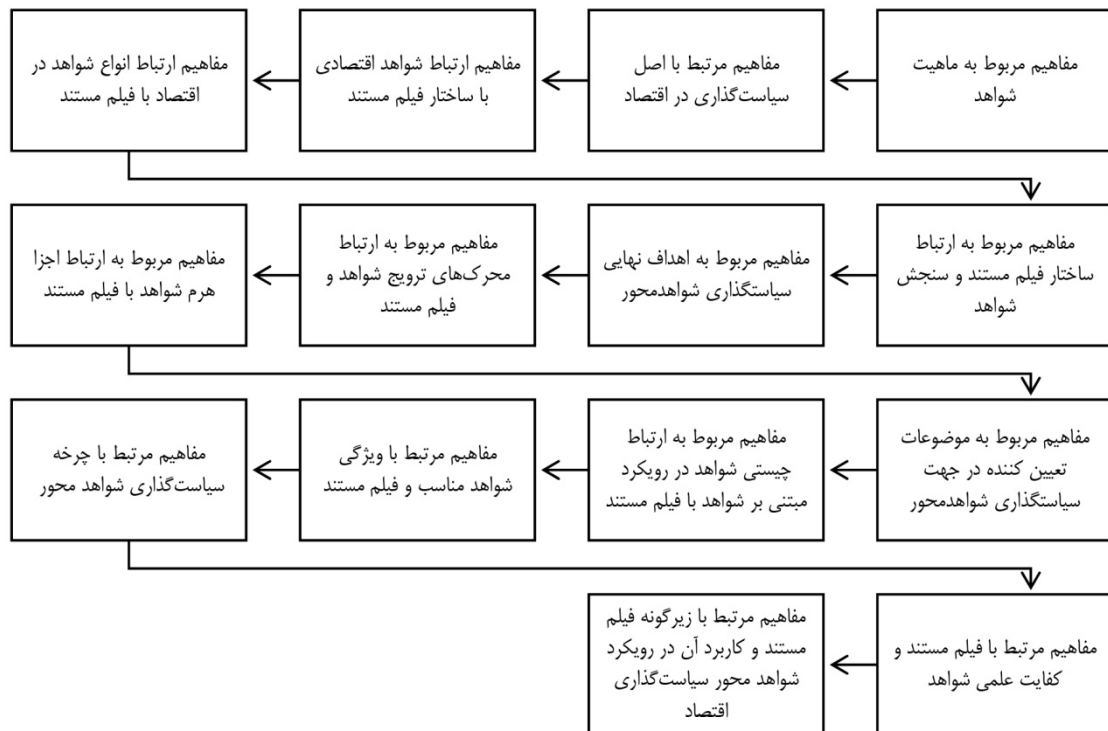 مفاهیم مربوط به ماهیت
شواهد
مفاهیم مرتبط با اصل
سیاست‌گذاری در اقتصاد
مفاهیم ارتباط شواهد اقتصادی
با ساختار فیلم مستند
مفاهیم ارتباط انواع شواهد در
اقتصاد با فیلم مستند
مفاهیم مربوط به ارتباط
ساختار فیلم مستند و سنجش
شواهد
مفاهیم مربوط به اهداف نهایی
سیاستگذاری شواهدمحور
مفاهیم مربوط به ارتباط
محرک‌های ترویج شواهد و
فیلم مستند
مفاهیم مربوط به ارتباط اجزا
هرم شواهد با فیلم مستند
مفاهیم مربوط به موضوعات
تعیین کننده در جهت
سیاستگذاری شواهدمحور
مفاهیم مربوط به ارتباط
چیستی شواهد در رویکرد
مبتنی بر شواهد با فیلم مستند
مفاهیم مرتبط با ویژگی
شواهد مناسب و فیلم مستند
مفاهیم مرتبط با چرخه
سیاست‌گذاری شواهد محور
مفاهیم مرتبط با فیلم مستند و
کفایت علمی شواهد
مفاهیم مرتبط با زیرگونه فیلم
مستند و کاربرد آن در رویکرد
شواهد محور سیاست‌گذاری
اقتصاد